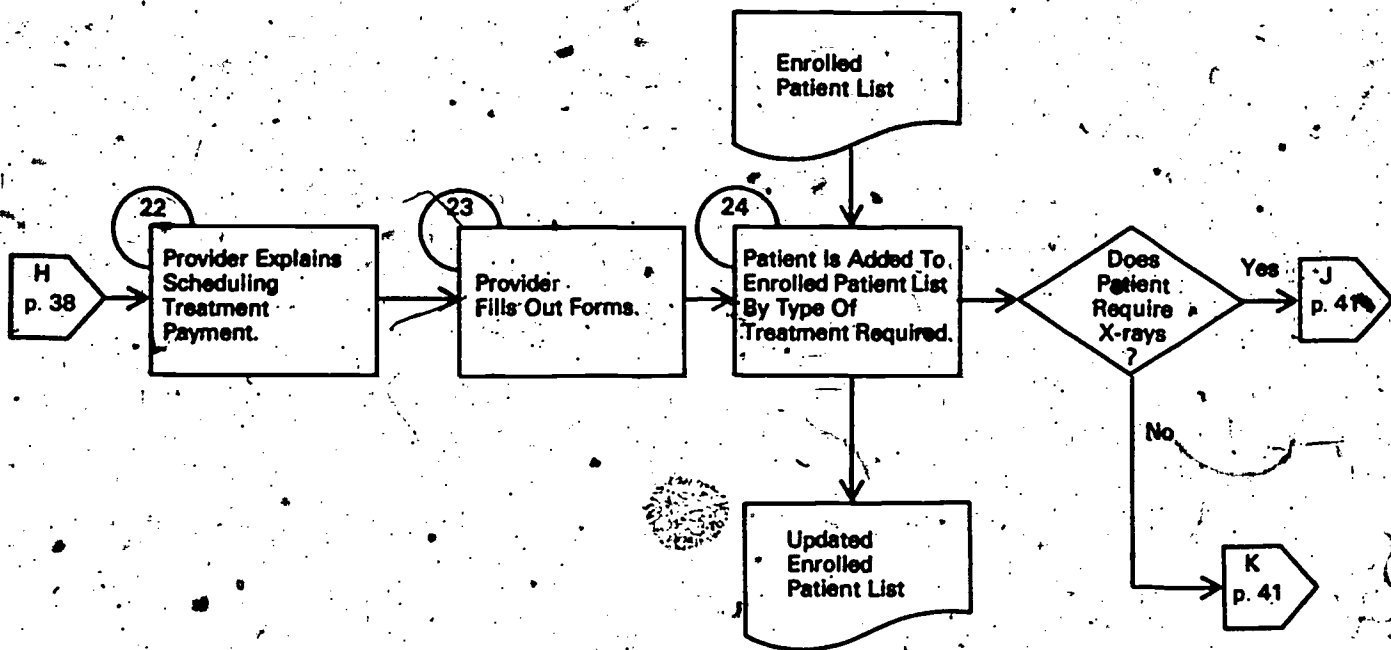 Enrolled
Patient List
22
23
24
H
p. 38
Provider Explains
Scheduling
Treatment
Payment.
Provider
Fills Out Forms.
Patient Is Added To
Enrolled Patient List
By Type Of
Treatment Required.
Does
Patient
Require
X-rays
?
Yes
J
p. 41
No
Updated
Enrolled
Patient List
K
p. 41